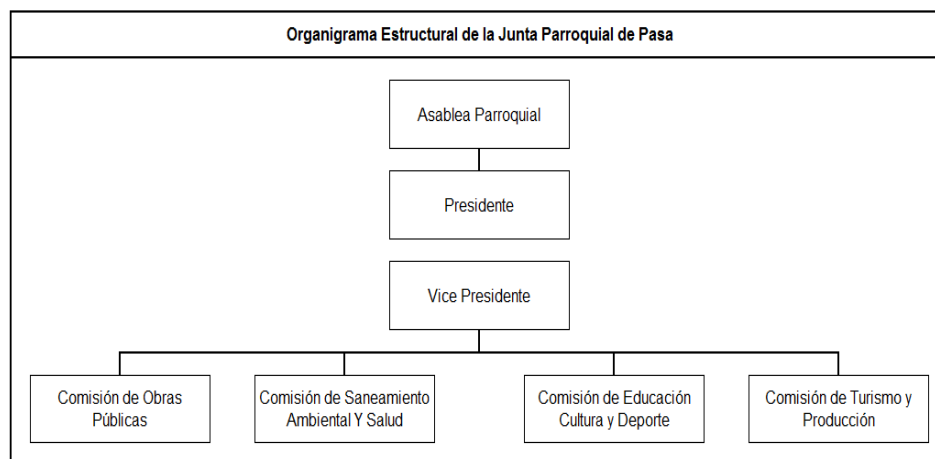 Organigrama Estructural de la Junta Parroquial de Pasa
Asablea Parroquial
Presidente
Vice Presidente
Comisión de Obras
Públicas
Comisión de Saneamiento
Ambiental Y Salud
Comisión de Educación
Cultura y Deporte
Comisión de Turismo y
Producción